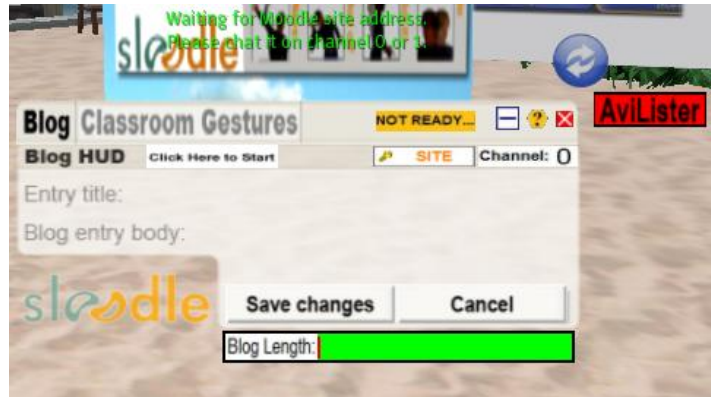 Waiting for Moodle site address.
Please chat it on channel 0 or 1.
sloodle
AviLister
Blog Classroom Gestures NOT READY...
Blog HUD Click Here to Start SITE Channel: 0
Entry title:
Blog entry body:
sloodle
Save changes Cancel
Blog Length: